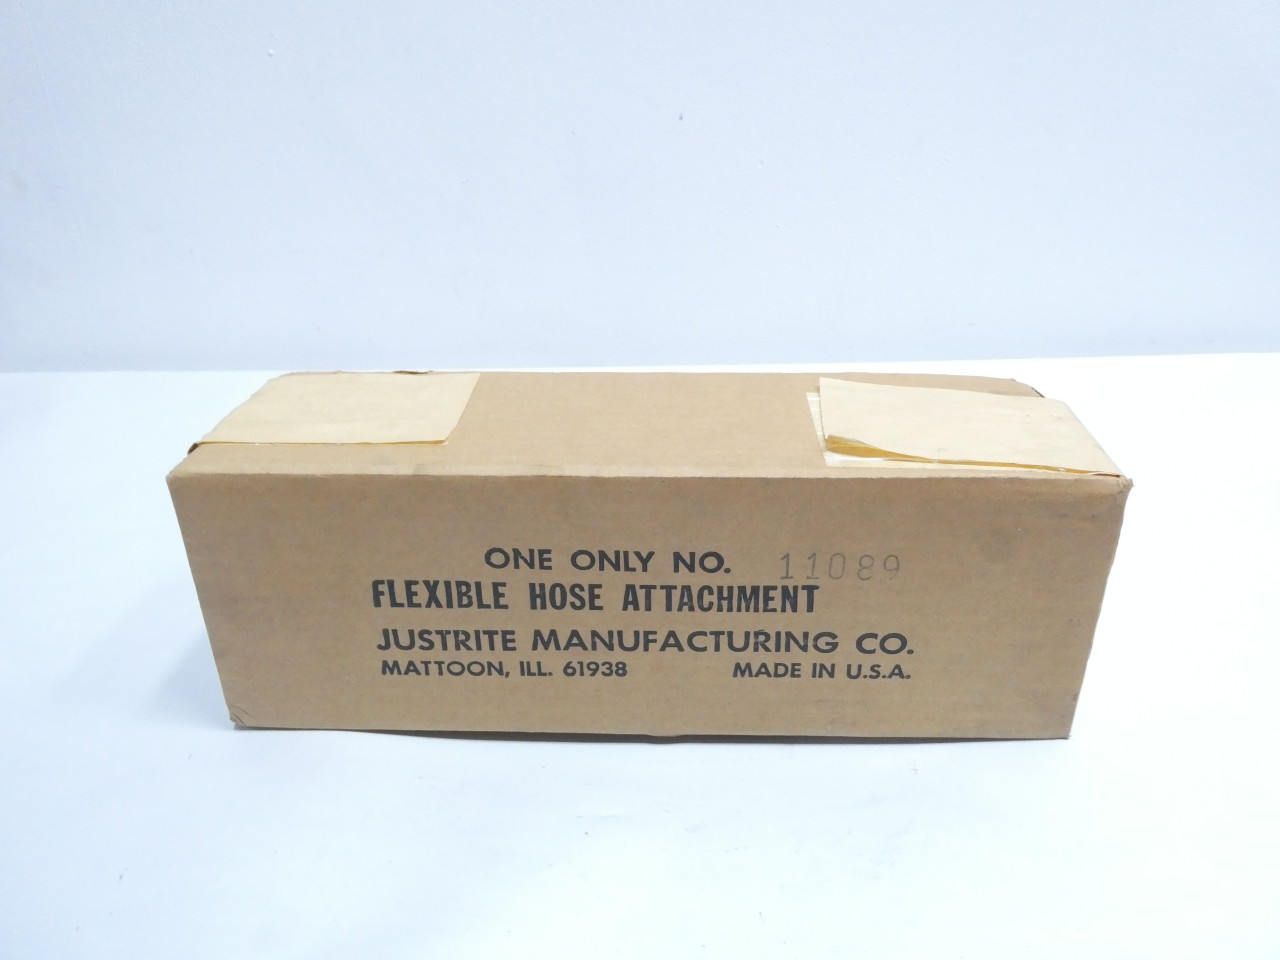 ONE ONLY NO. 11089
FLEXIBLE HOSE ATTACHMENT
JUSTRITE MANUFACTURING CO.
MATTOON, ILL. 61938 MADE IN U.S.A.